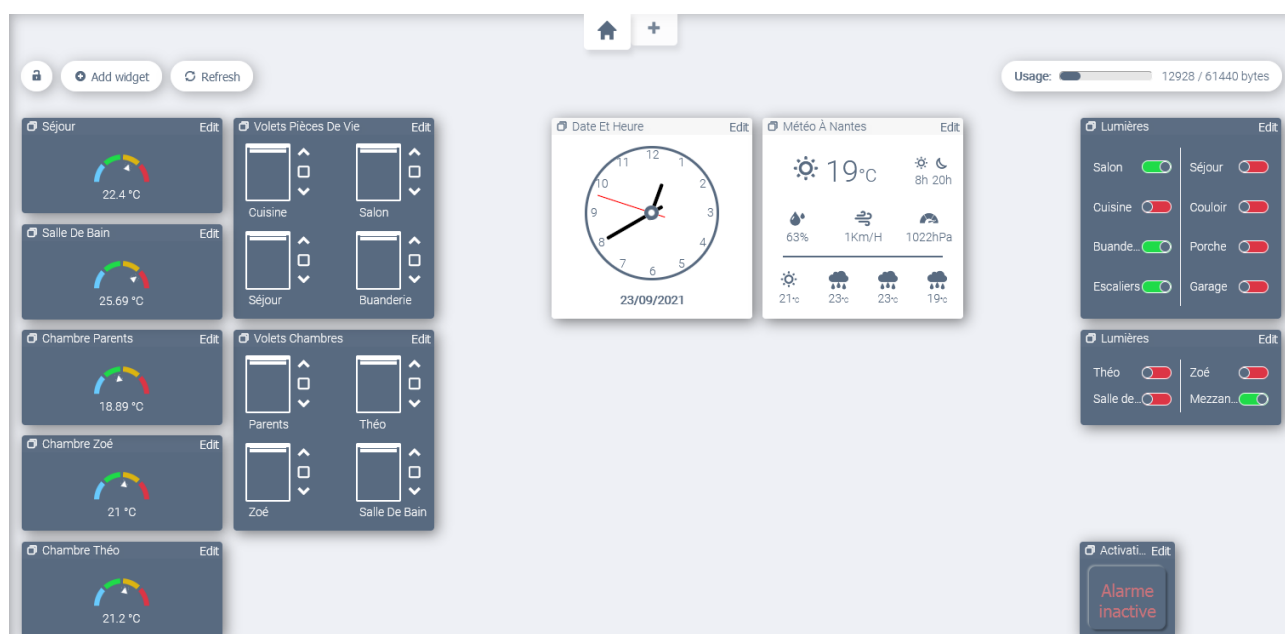 Add widget
Refresh
Usage: 12928 / 61440 bytes
Séjour Edit
22.4 °C
Salle De Bain Edit
25.69 °C
Chambre Parents Edit
18.89 °C
Chambre Zoé Edit
21 °C
Chambre Théo Edit
21.2 °C
Volets Pièces De Vie Edit
Cuisine Salon
Séjour Buanderie
Volets Chambres Edit
Parents Théo
Zoé Salle De Bain
Date Et Heure Edit
12
11 1
10 2
9 3
8 4
7 5
6
23/09/2021
Météo À Nantes Edit
19°C
8h 20h
63% 1Km/H 1022hPa
21°C 23°C 23°C 19°C
Lumières Edit
Salon Séjour
Cuisine Couloir
Buande... Porche
Escaliers Garage
Lumières Edit
Théo Zoé
Salle de... Mezzan...
Activati... Edit
Alarme
inactive